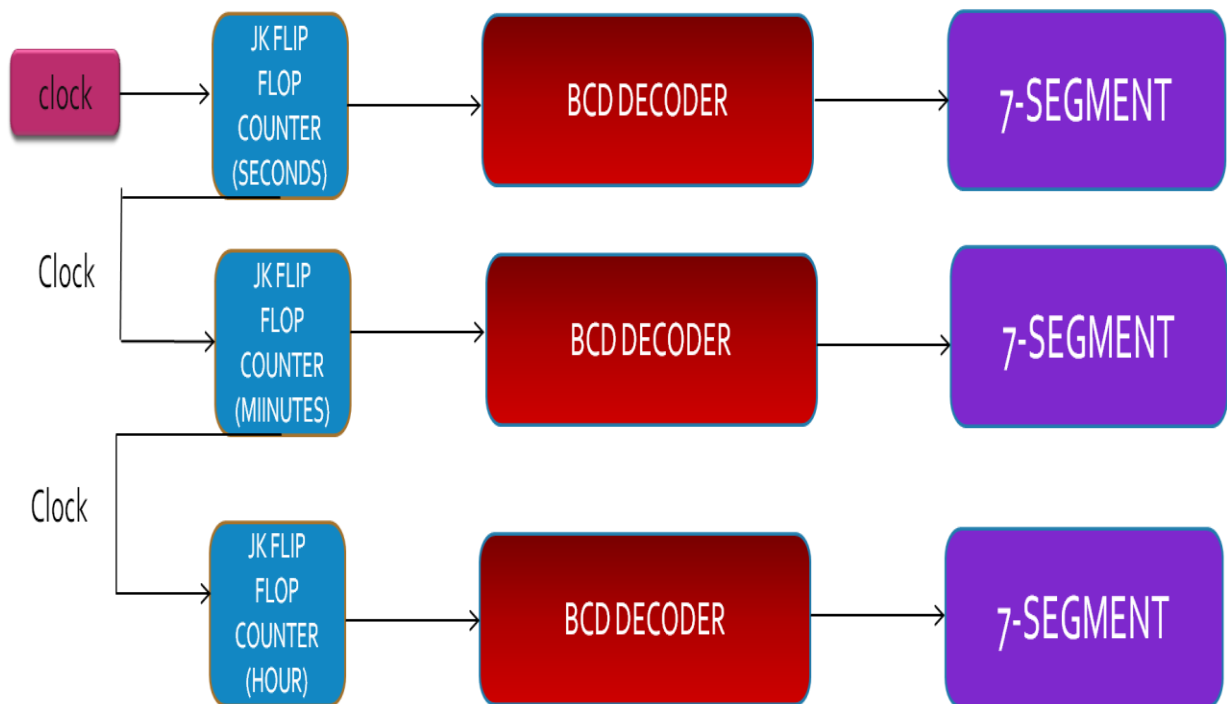 clock
JK FLIP
FLOP
COUNTER
(SECONDS)
BCD DECODER
7-SEGMENT
Clock
JK FLIP
FLOP
COUNTER
(MIINUTES)
BCD DECODER
7-SEGMENT
Clock
JK FLIP
FLOP
COUNTER
(HOUR)
BCD DECODER
7-SEGMENT